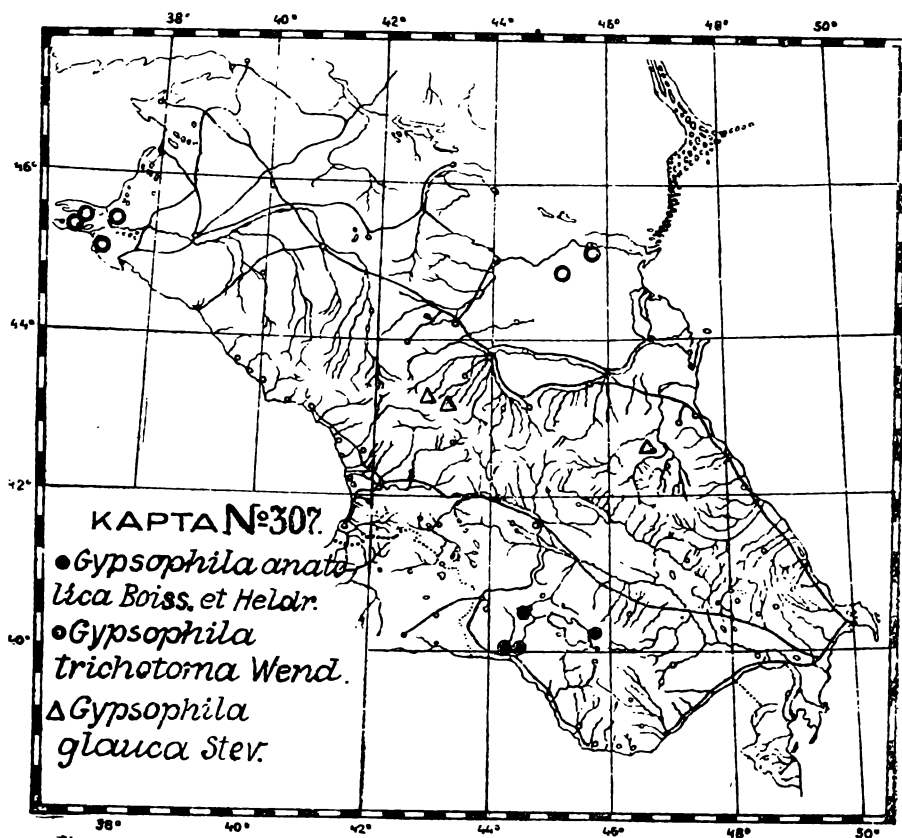 38° 40° 42° 44° 46° 48° 50°
46°
44°
42°
КАРТА №307.
Gypsophila anato-
lica Boiss. et Heldr.
40°
Gypsophila
trichotoma Wend.
Gypsophila
glauca Stev.
38° 40° 42° 44° 46° 48° 50°